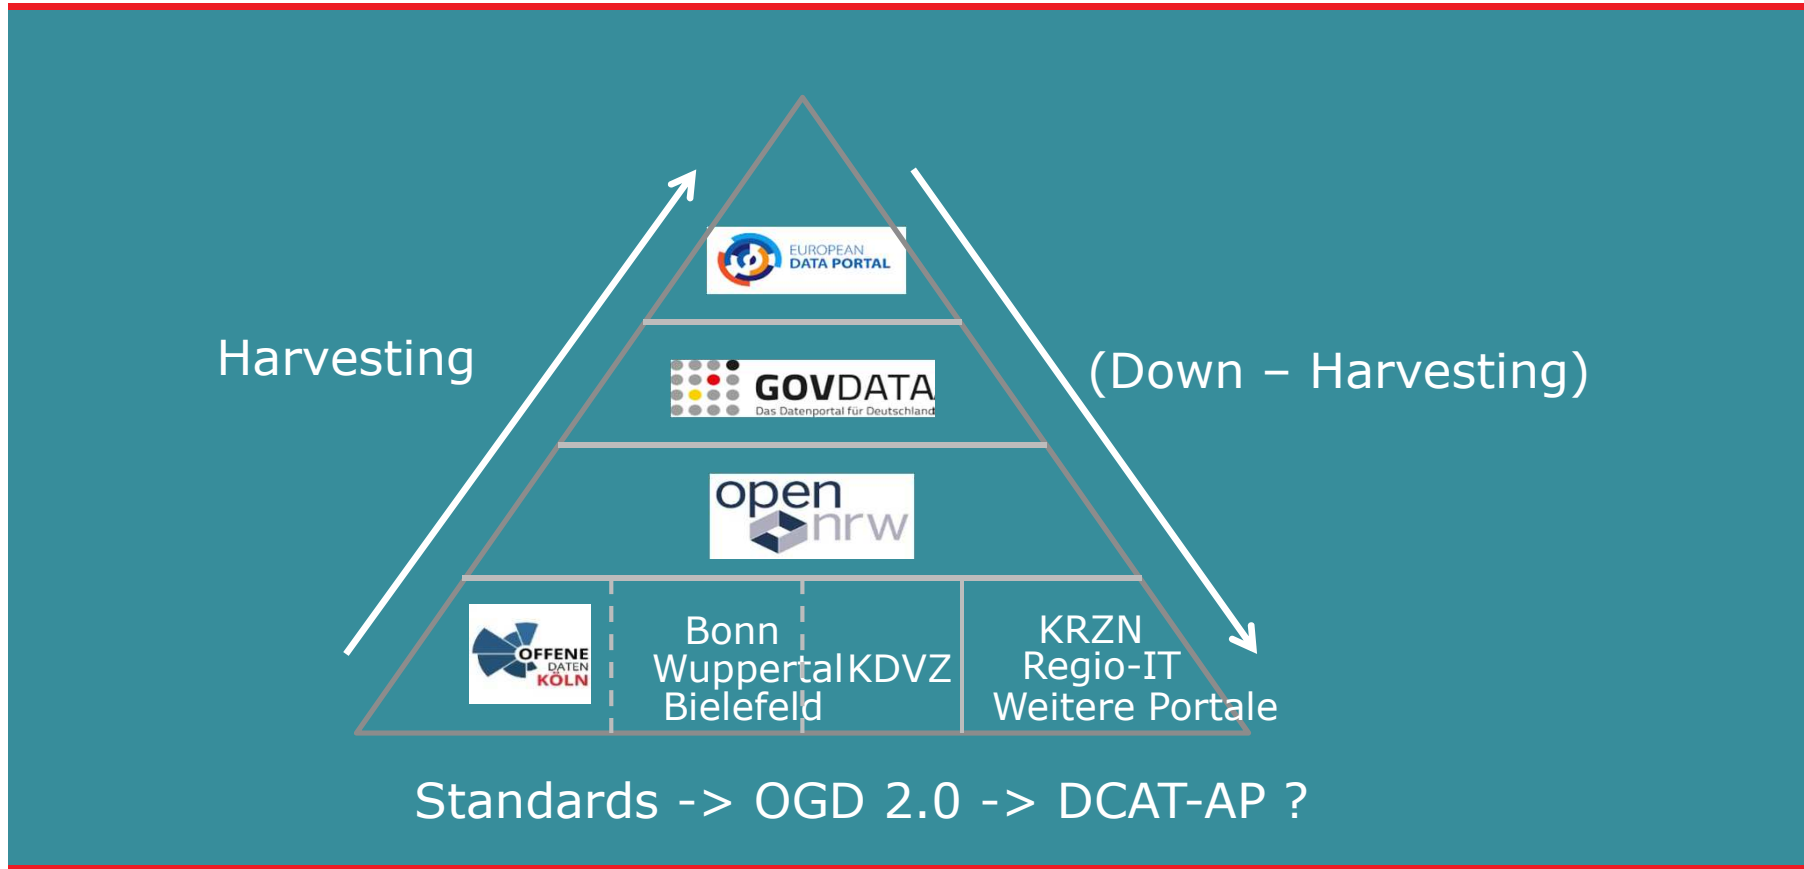 EUROPEAN
DATA PORTAL
Harvesting
(Down – Harvesting)
GOVDATA
Das Datenportal für Deutschland
open
nrw
OFFENE
DATEN
KÖLN
Bonn
Wuppertal
Bielefeld
KDVZ
KRZN
Regio-IT
Weitere Portale
Standards -> OGD 2.0 -> DCAT-AP ?